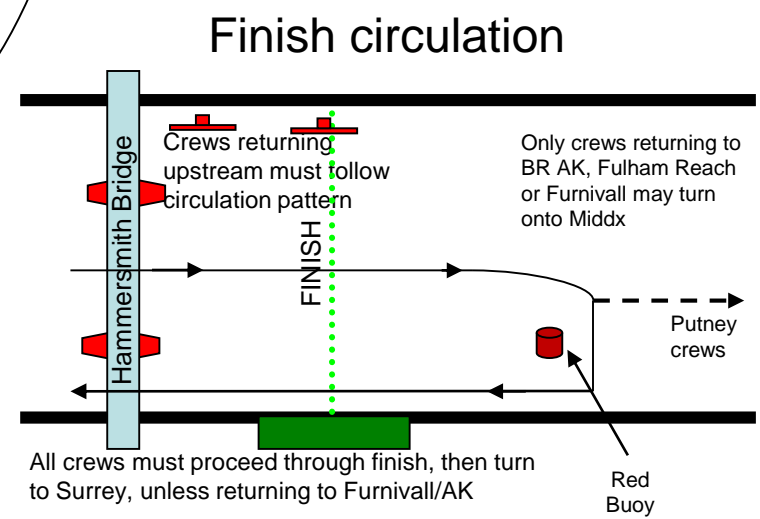 Finish circulation
Hammersmith Bridge
Crews returning
upstream must follow
circulation pattern
FINISH
Only crews returning to
BR AK, Fulham Reach
or Furnivall may turn
onto Middx
Putney
crews
All crews must proceed through finish, then turn
to Surrey, unless returning to Furnivall/AK
Red
Buoy